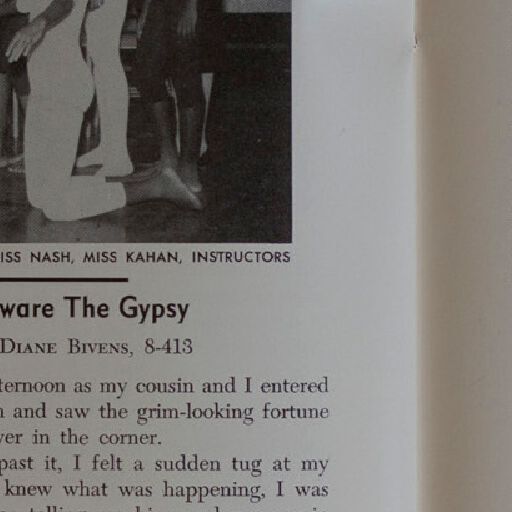 ISS NASH, MISS KAHAN, INSTRUCTORS
ware The Gypsy
DIANE BIVENS, 8-413
ternoon as my cousin and I entered
and saw the grim-looking fortune
ver in the corner.
past it, I felt a sudden tug at my
knew what was happening, I was